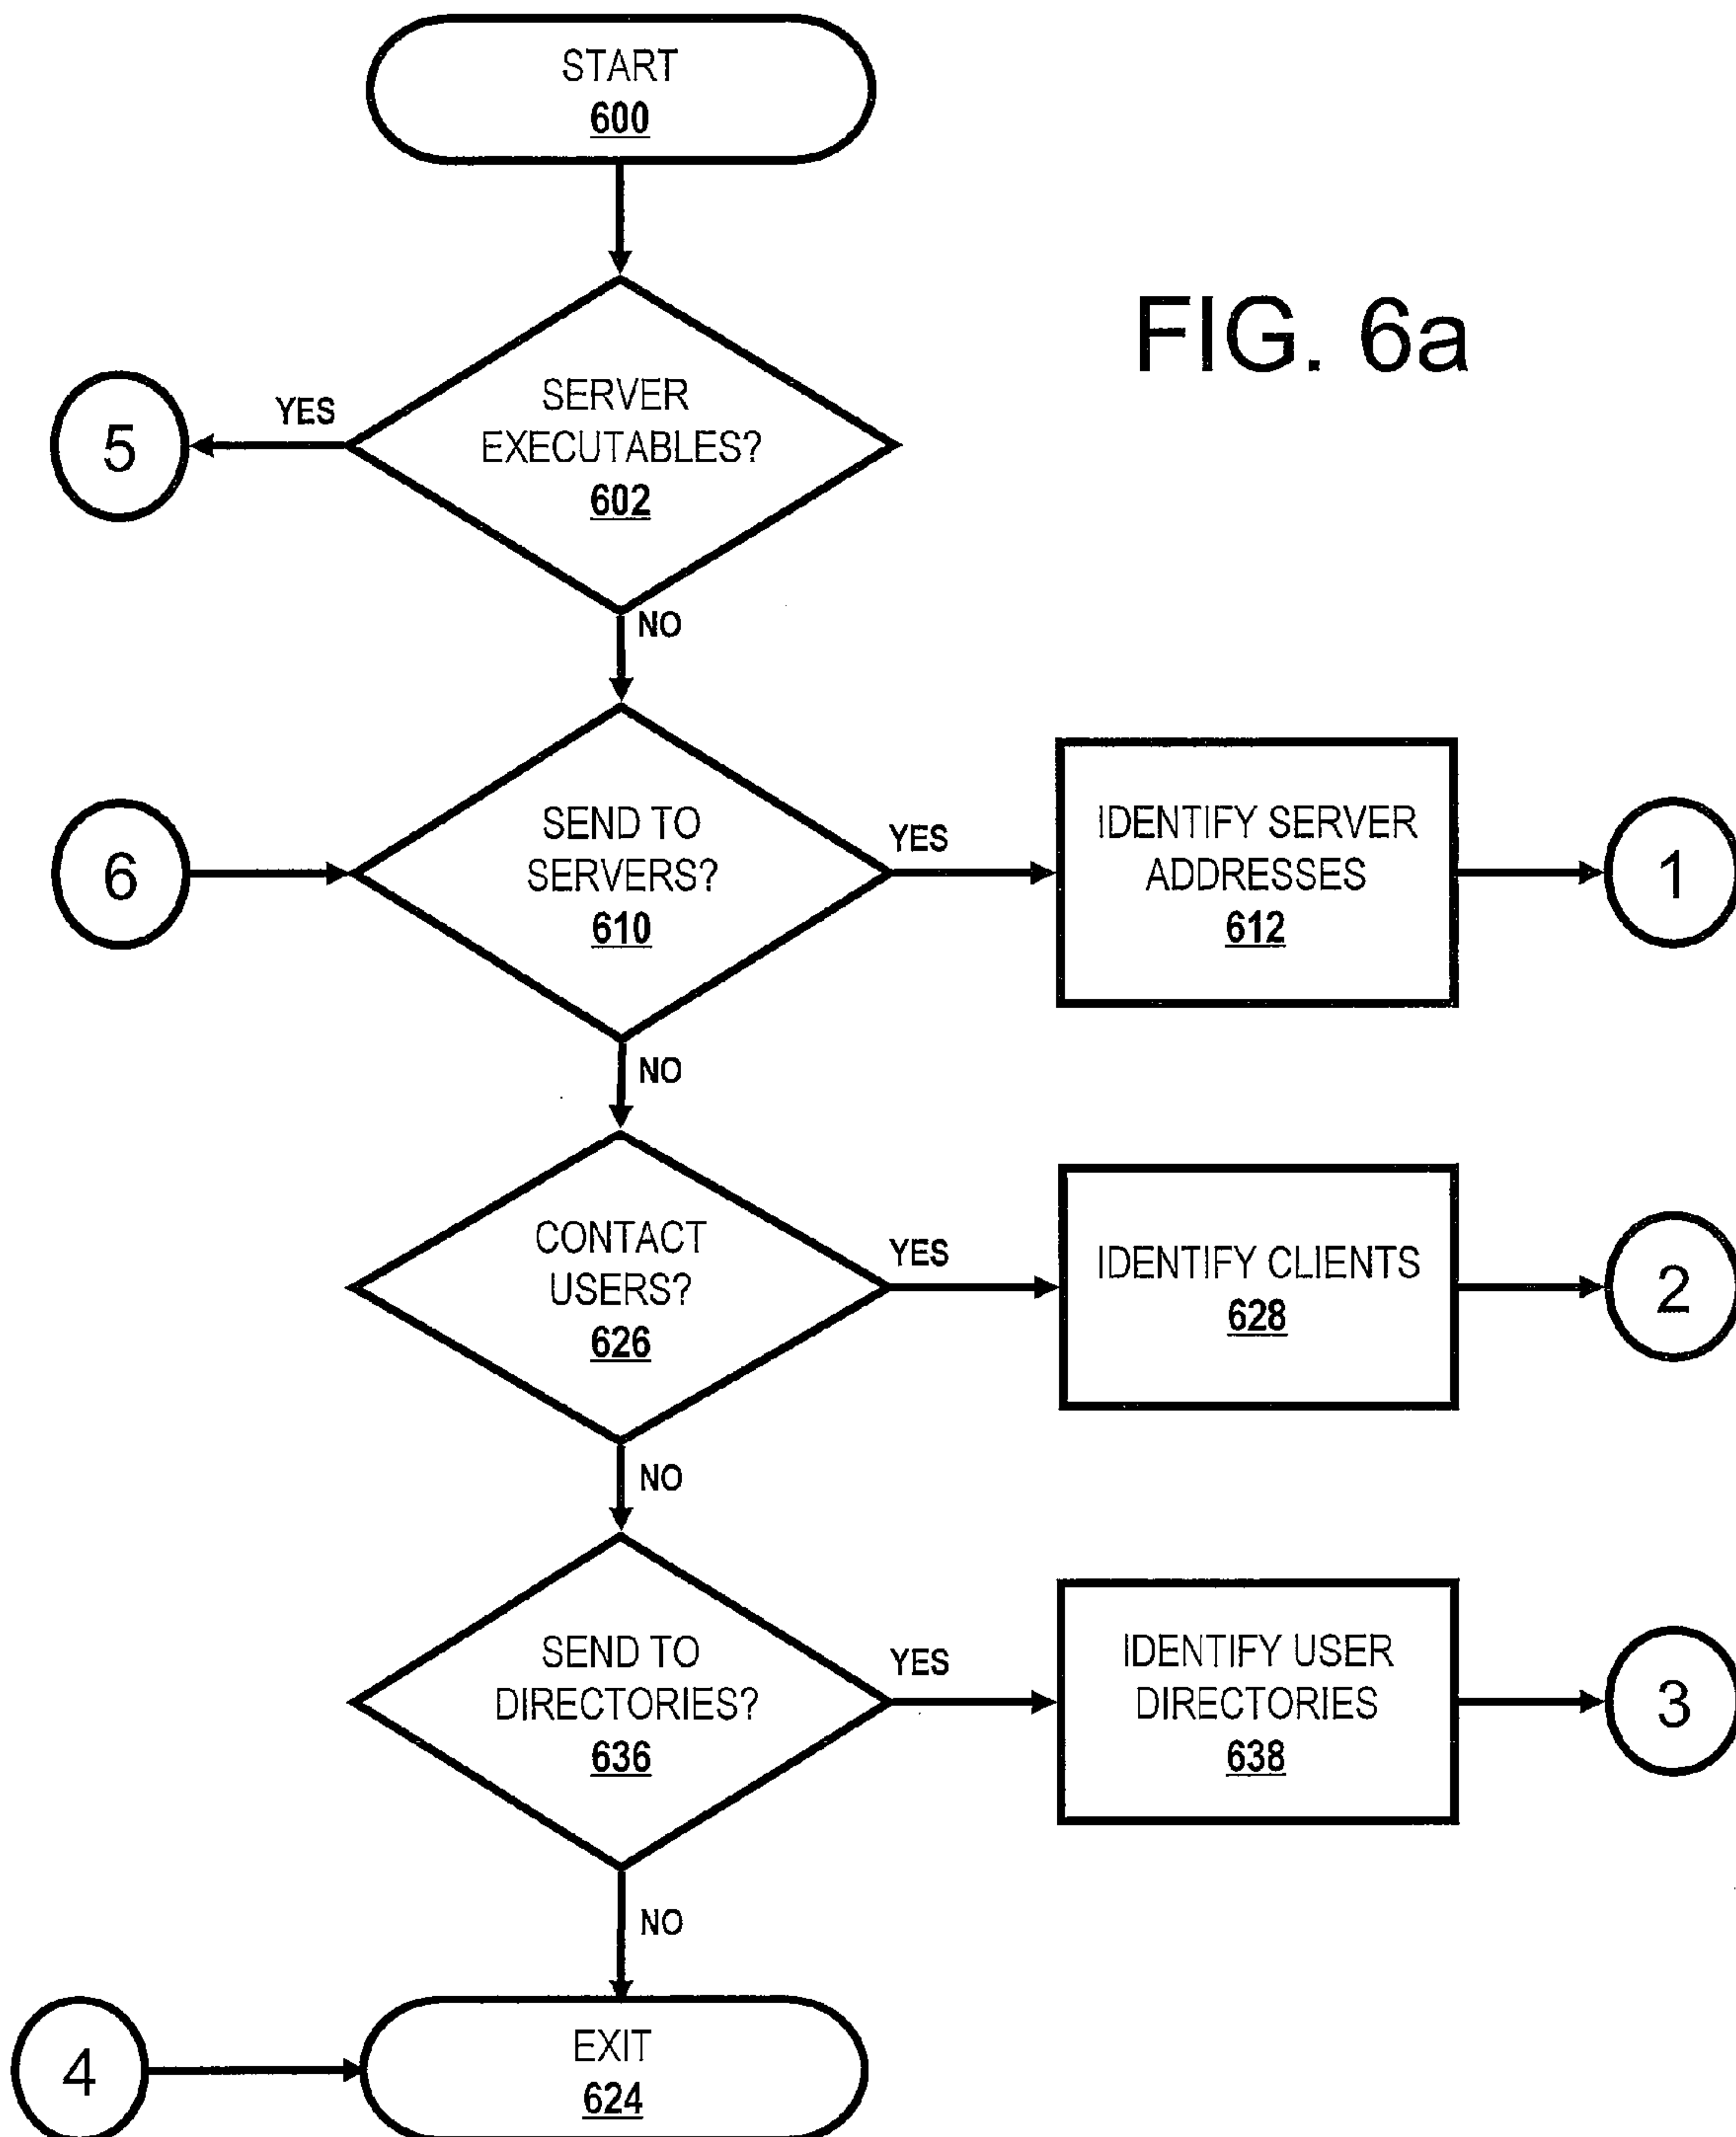 START
600
FIG. 6a
SERVER
EXECUTABLES?
602
YES
5
NO
6
SEND TO
SERVERS?
610
YES
IDENTIFY SERVER
ADDRESSES
612
1
NO
CONTACT
USERS?
626
YES
IDENTIFY CLIENTS
628
2
NO
SEND TO
DIRECTORIES?
636
YES
IDENTIFY USER
DIRECTORIES
638
3
NO
4
EXIT
624